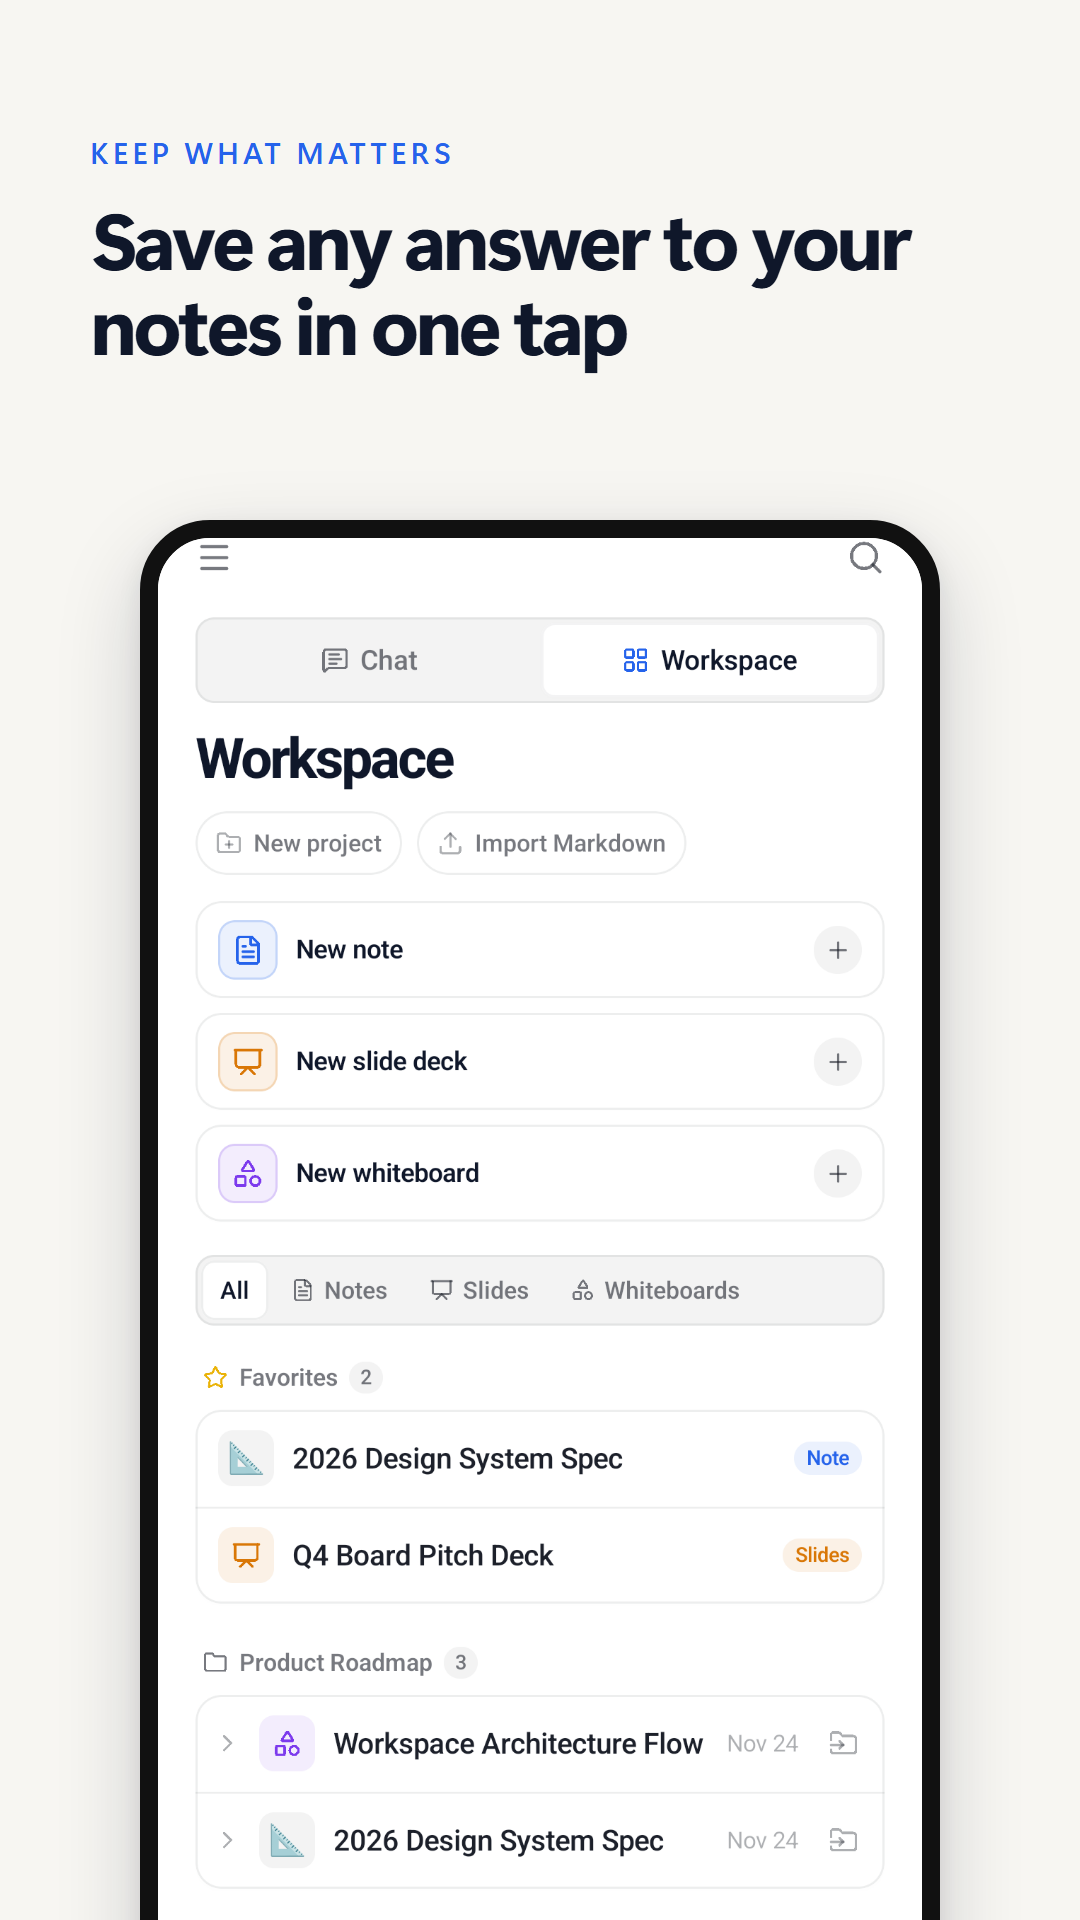 KEEP WHAT MATTERS
Save any answer to your
notes in one tap
Chat
Workspace
Workspace
New project
Import Markdown
New note
New slide deck
New whiteboard
All
Notes
Slides
Whiteboards
Favorites 2
2026 Design System Spec
Note
Q4 Board Pitch Deck
Slides
Product Roadmap 3
Workspace Architecture Flow
Nov 24
2026 Design System Spec
Nov 24